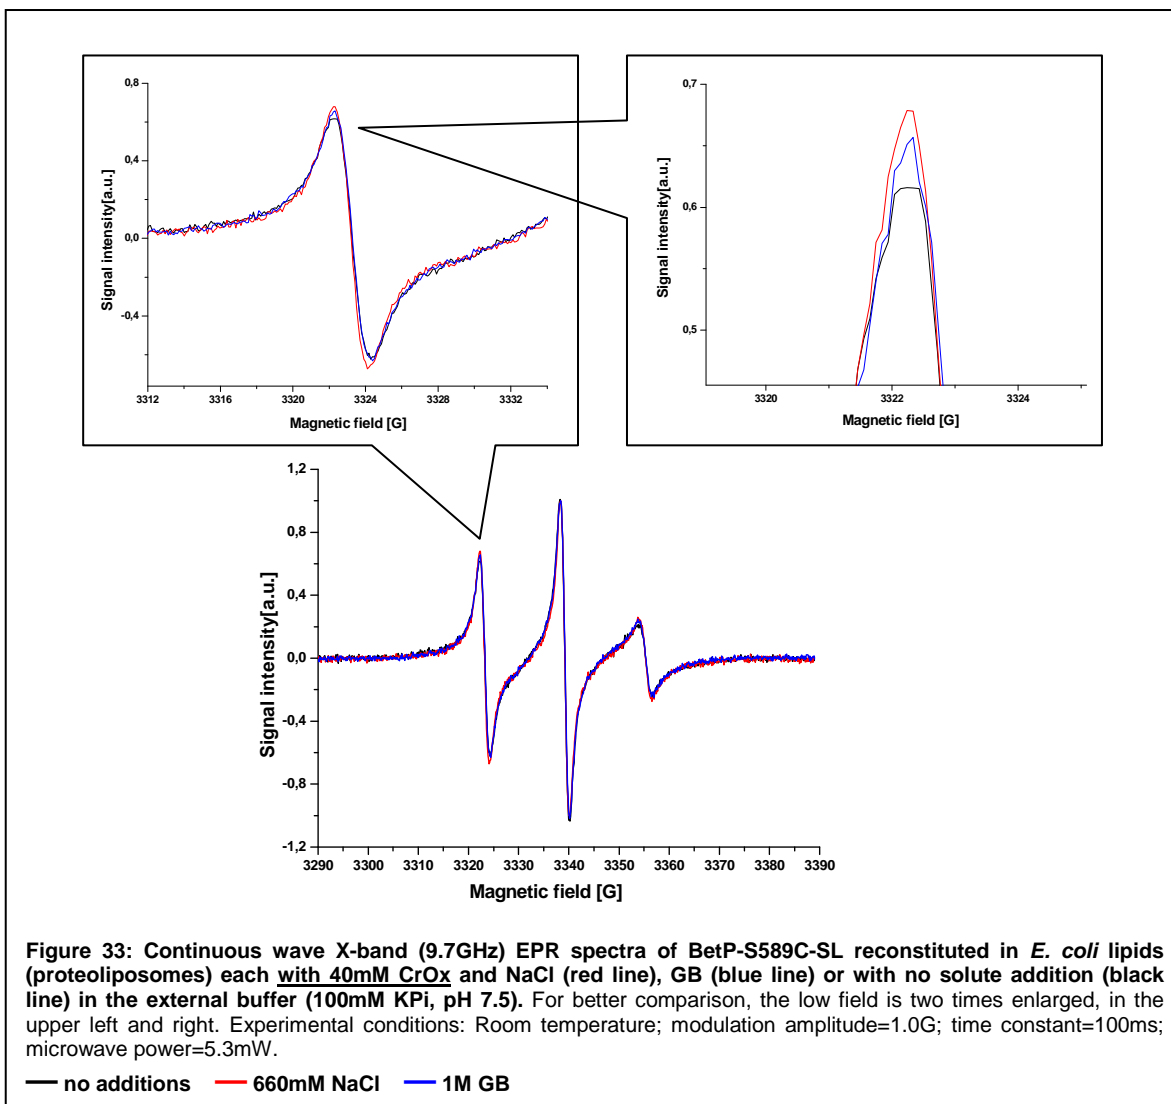 0,8
0,4
0,0
-0,4
Signal intensity[a.u.]
3312 3316 3320 3324 3328 3332
Magnetic field [G]
0,7
0,6
0,5
Signal intensity[a.u.]
3320 3322 3324
Magnetic field [G]
1,2
0,8
0,4
0,0
-0,4
-0,8
-1,2
Signal intensity[a.u.]
3290 3300 3310 3320 3330 3340 3350 3360 3370 3380 3390
Magnetic field [G]
Figure 33: Continuous wave X-band (9.7GHz) EPR spectra of BetP-S589C-SL reconstituted in E. coli lipids
(proteoliposomes) each with 40mM CrOx and NaCl (red line), GB (blue line) or with no solute addition (black
line) in the external buffer (100mM KPi, pH 7.5). For better comparison, the low field is two times enlarged, in the
upper left and right. Experimental conditions: Room temperature; modulation amplitude=1.0G; time constant=100ms;
microwave power=5.3mW.
no additions 660mM NaCl 1M GB